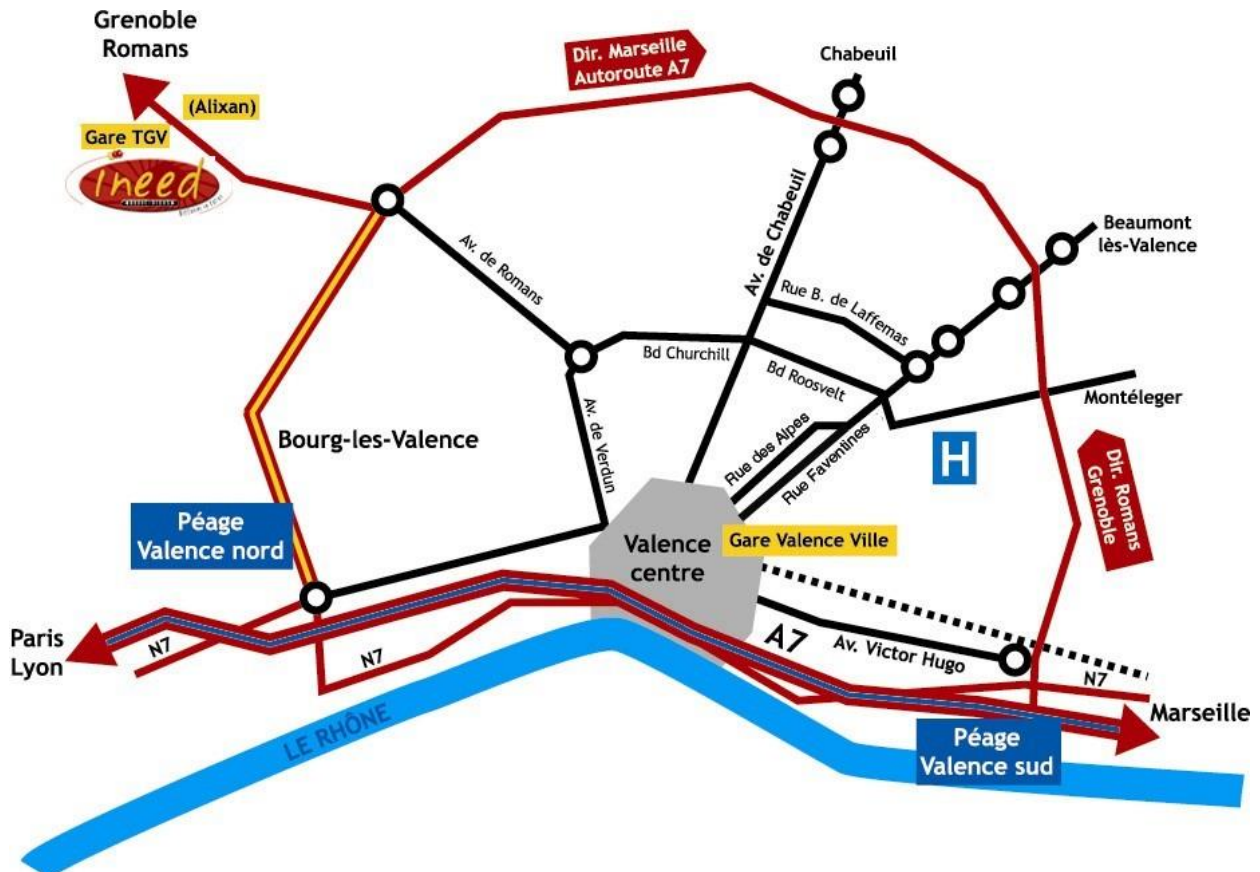 Grenoble
Romans
(Alixan)
Gare TGV
ineed
Dir. Marseille
Autoroute A7
Chabeuil
Beaumont
lès-Valence
Av. de Romans
Av. de Chabeuil
Rue B. de Laffemas
Bd Churchill
Bd Roosvelt
Montéleger
Bourg-les-Valence
Av. de Verdun
Rue des Alpes
Rue Faventines
H
Dir. Romans
Grenoble
Péage
Valence nord
Valence
centre
Gare Valence Ville
Paris
Lyon
N7
N7
A7
Av. Victor Hugo
N7
Marseille
LE RHÔNE
Péage
Valence sud